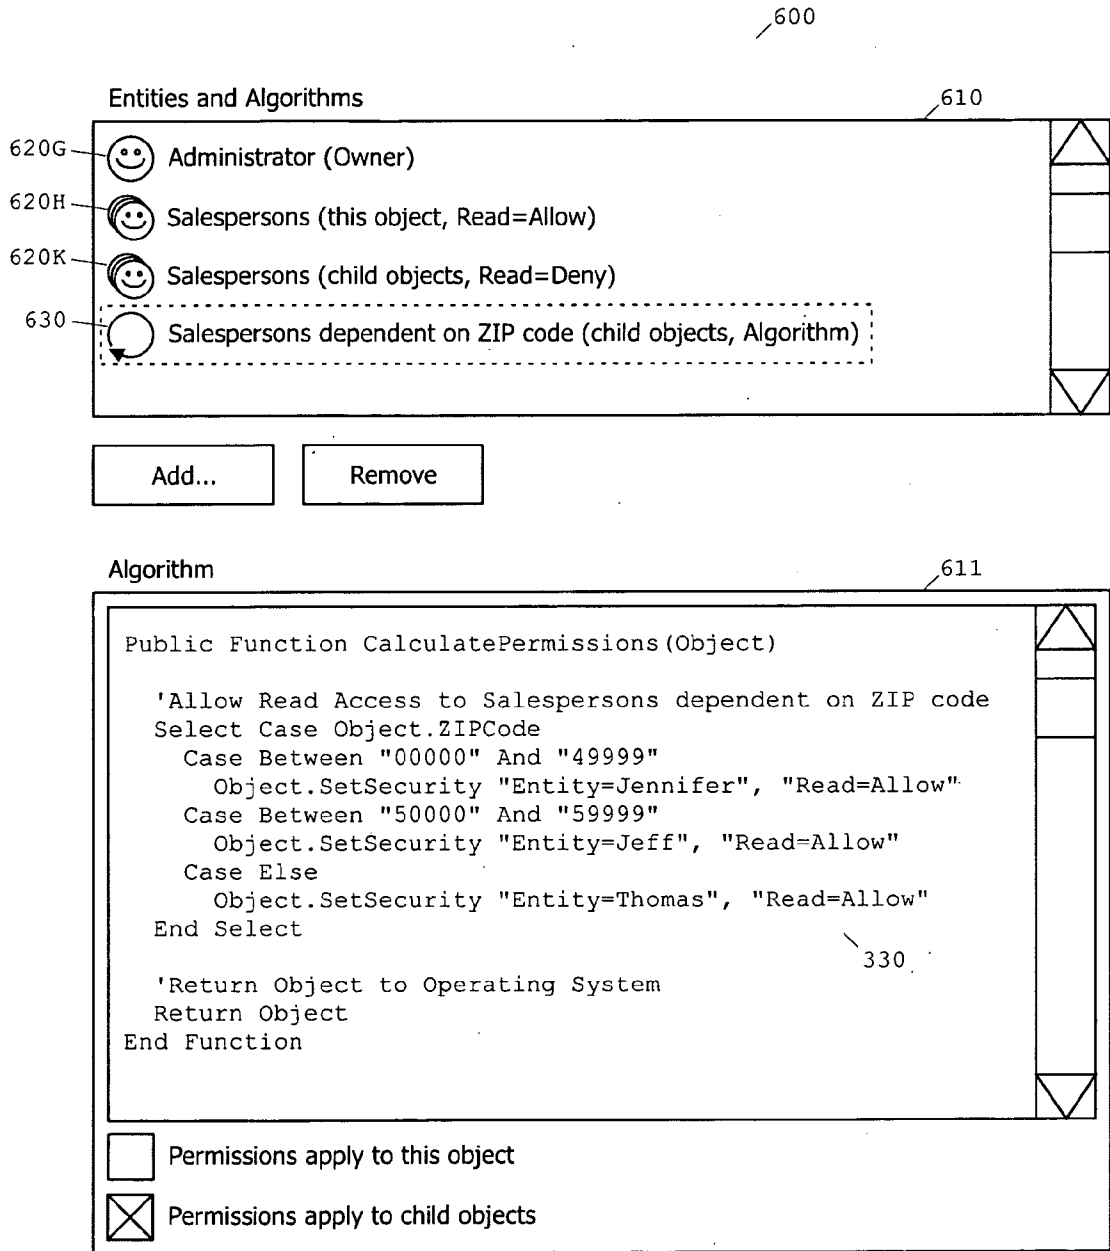 600
Entities and Algorithms
610
620G
Administrator (Owner)
620H
Salespersons (this object, Read=Allow)
620K
Salespersons (child objects, Read=Deny)
630
Salespersons dependent on ZIP code (child objects, Algorithm)
Add...
Remove
Algorithm
611
Public Function CalculatePermissions(Object)
'Allow Read Access to Salespersons dependent on ZIP code
Select Case Object.ZIPCode
Case Between "00000" And "49999"
Object.SetSecurity "Entity=Jennifer", "Read=Allow"
Case Between "50000" And "59999"
Object.SetSecurity "Entity=Jeff", "Read=Allow"
Case Else
Object.SetSecurity "Entity=Thomas", "Read=Allow"
End Select
330
'Return Object to Operating System
Return Object
End Function
Permissions apply to this object
Permissions apply to child objects